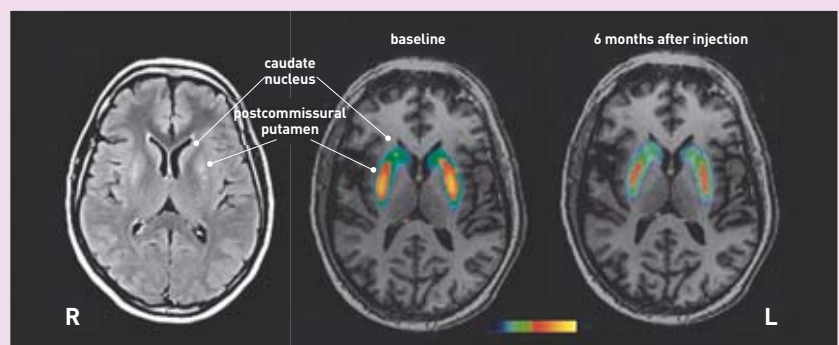 baseline
6 months after injection
caudate
nucleus
postcommissural
putamen
R
L